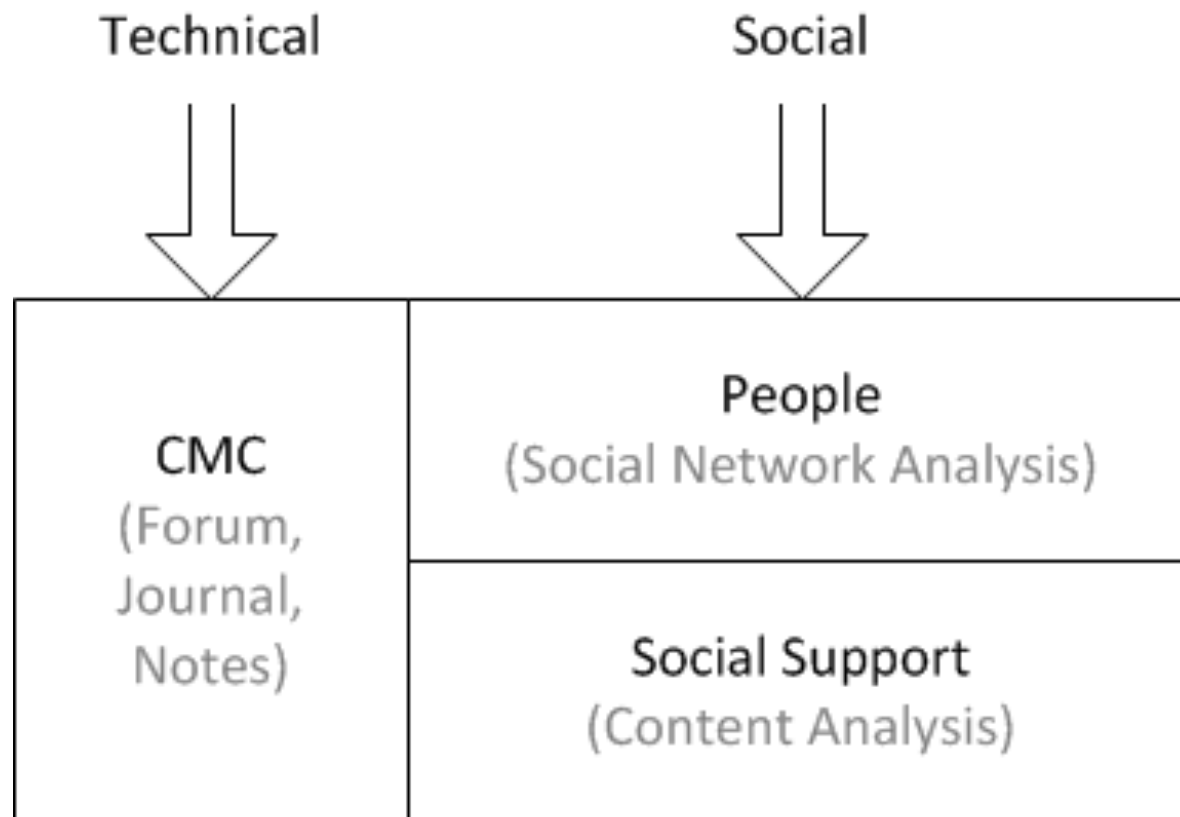 Technical
Social
CMC
(Forum,
Journal,
Notes)
People
(Social Network Analysis)
Social Support
(Content Analysis)